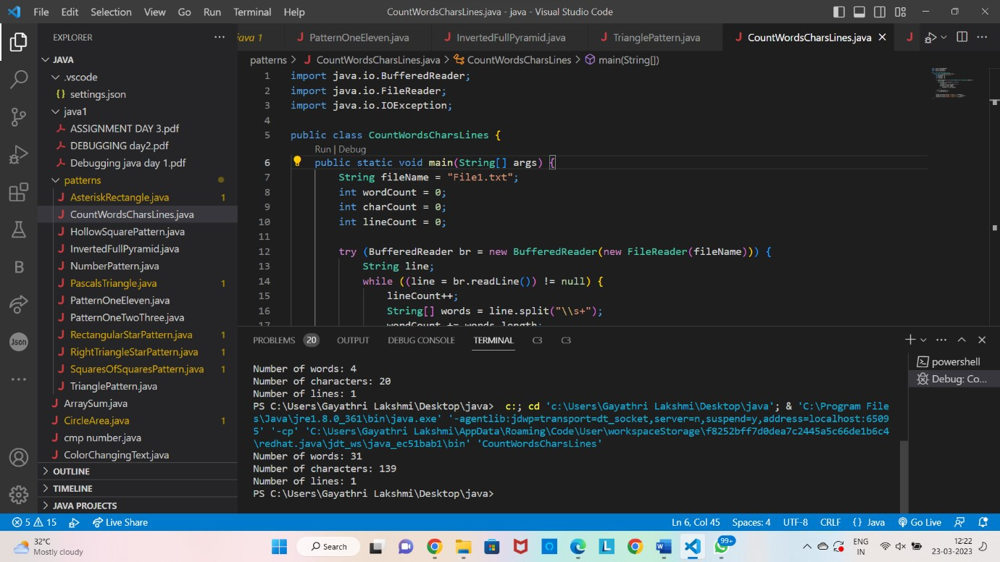 File Edit Selection View Go Run Terminal Help CountWordsCharsLines.java - java - Visual Studio Code
EXPLORER
JAVA
.vscode
{} settings.json
java1
ASSIGNMENT DAY 3.pdf
DEBUGGING day2.pdf
Debugging java day 1.pdf
patterns
J AsteriskRectangle.java 1
J CountWordsCharsLines.java
J HollowSquarePattern.java
J InvertedFullPyramid.java
J NumberPattern.java
J PascalsTriangle.java 1
J PatternOneEleven.java
J PatternOneTwoThree.java
J RectangularStarPattern.java 1
J RightTriangleStarPattern.java 1
J SquaresOfSquaresPattern.java 1
J TrianglePattern.java
J ArraySum.java
J CircleArea.java 1
J cmp number.java
J ColorChangingText.java
OUTLINE
TIMELINE
JAVA PROJECTS
B
Json
java 1 J PatternOneEleven.java J InvertedFullPyramid.java J TrianglePattern.java J CountWordsCharsLines.java J
patterns > J CountWordsCharsLines.java > CountWordsCharsLines > main(String[])
1 import java.io.BufferedReader;
2 import java.io.FileReader;
3 import java.io.IOException;
4
5 public class CountWordsCharsLines {
Run | Debug
6 public static void main(String[] args) {
7 String fileName = "File1.txt";
8 int wordCount = 0;
9 int charCount = 0;
10 int lineCount = 0;
11
12 try (BufferedReader br = new BufferedReader(new FileReader(fileName))) {
13 String line;
14 while ((line = br.readLine()) != null) {
15 lineCount++;
16 String[] words = line.split("\\s+");
17 wordCount += words.length;
PROBLEMS 20 OUTPUT DEBUG CONSOLE TERMINAL C3 C3
powershell
Debug: Co...
Number of words: 4
Number of characters: 20
Number of lines: 1
PS C:\Users\Gayathri Lakshmi\Desktop\java> c:; cd 'c:\Users\Gayathri Lakshmi\Desktop\java'; & 'C:\Program File
s\Java\jre1.8.0_361\bin\java.exe' '-agentlib:jdwp=transport=dt_socket,server=n,suspend=y,address=localhost:6509
5' '-cp' 'C:\Users\Gayathri Lakshmi\AppData\Roaming\Code\User\workspaceStorage\f8252bff7d0dea7c2445a5c66de1b6c4
\redhat.java\jdt_ws\java_ec51bab1\bin' 'CountWordsCharsLines'
Number of words: 31
Number of characters: 139
Number of lines: 1
PS C:\Users\Gayathri Lakshmi\Desktop\java>
5 15 Live Share Ln 6, Col 45 Spaces: 4 UTF-8 CRLF {} Java Go Live
32°C
Mostly cloudy
Search
L
W
99+
ENG
IN
12:22
23-03-2023